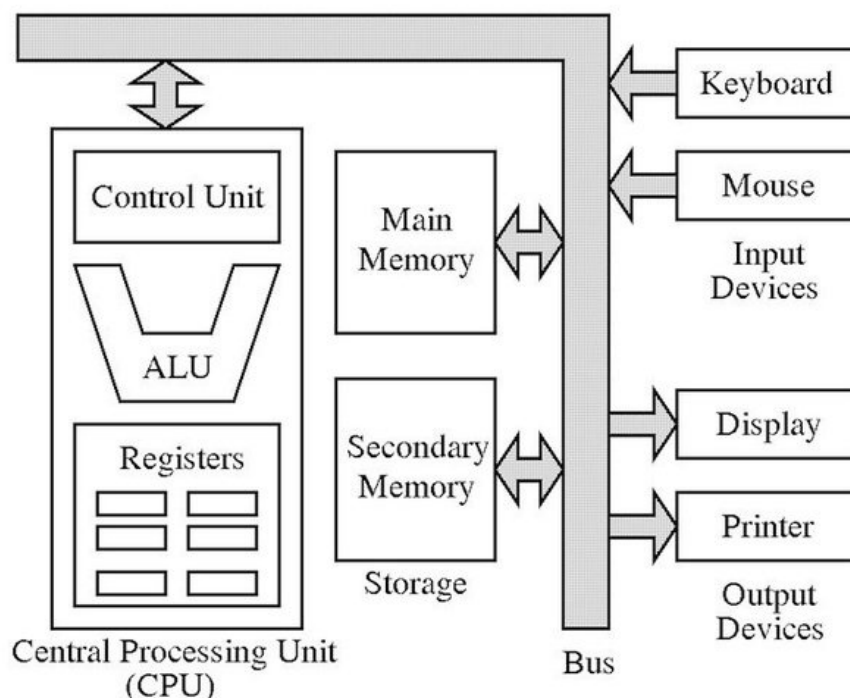 Control Unit
ALU
Registers
Central Processing Unit
(CPU)
Main
Memory
Secondary
Memory
Storage
Bus
Keyboard
Mouse
Input
Devices
Display
Printer
Output
Devices